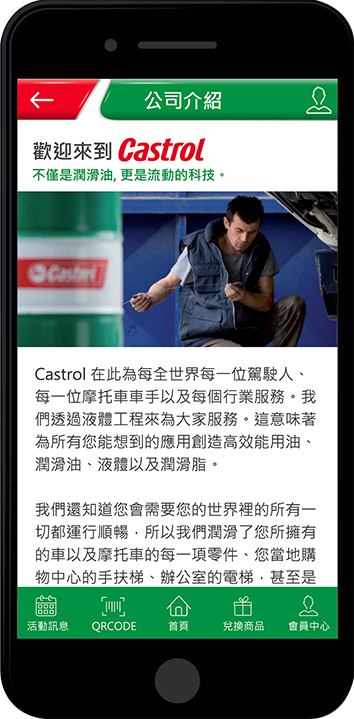 公司介紹
歡迎來到 Castrol
不僅是潤滑油, 更是流動的科技。
Castrol
Castrol 在此為每全世界每一位駕駛人、
每一位摩托車車手以及每個行業服務。我
們透過液體工程來為大家服務。這意味著
為所有您能想到的應用創造高效能用油、
潤滑油、液體以及潤滑脂。
我們還知道您會需要您的世界裡的所有一
切都運行順暢，所以我們潤滑了您所擁有
的車以及摩托車的每一項零件、您當地購
物中心的手扶梯、辦公室的電梯，甚至是
活動訊息 QRCODE 首頁 兌換商品 會員中心